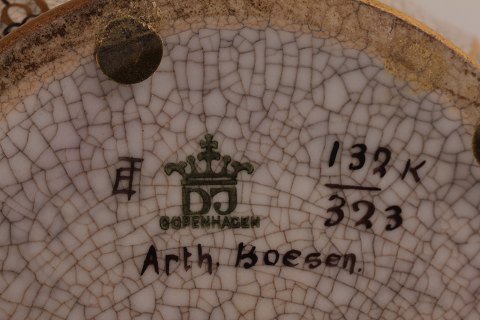 132 K
DJ
323
COPENHAGEN
Arth. Boesen.